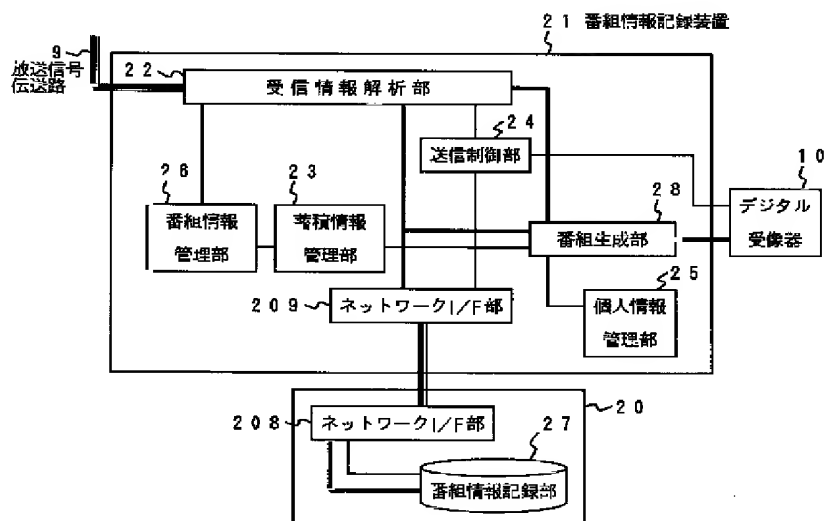 ２１ 番組情報記録装置
９
放送信号
伝送路
２２
受信情報解析部
２４
送信制御部
１０
デジタル
受像器
２６
番組情報
管理部
２３
蓄積情報
管理部
２８
番組生成部
２５
個人情報
管理部
２０９
ネットワークI/F部
２０
２０８
ネットワークI/F部
２７
番組情報記録部